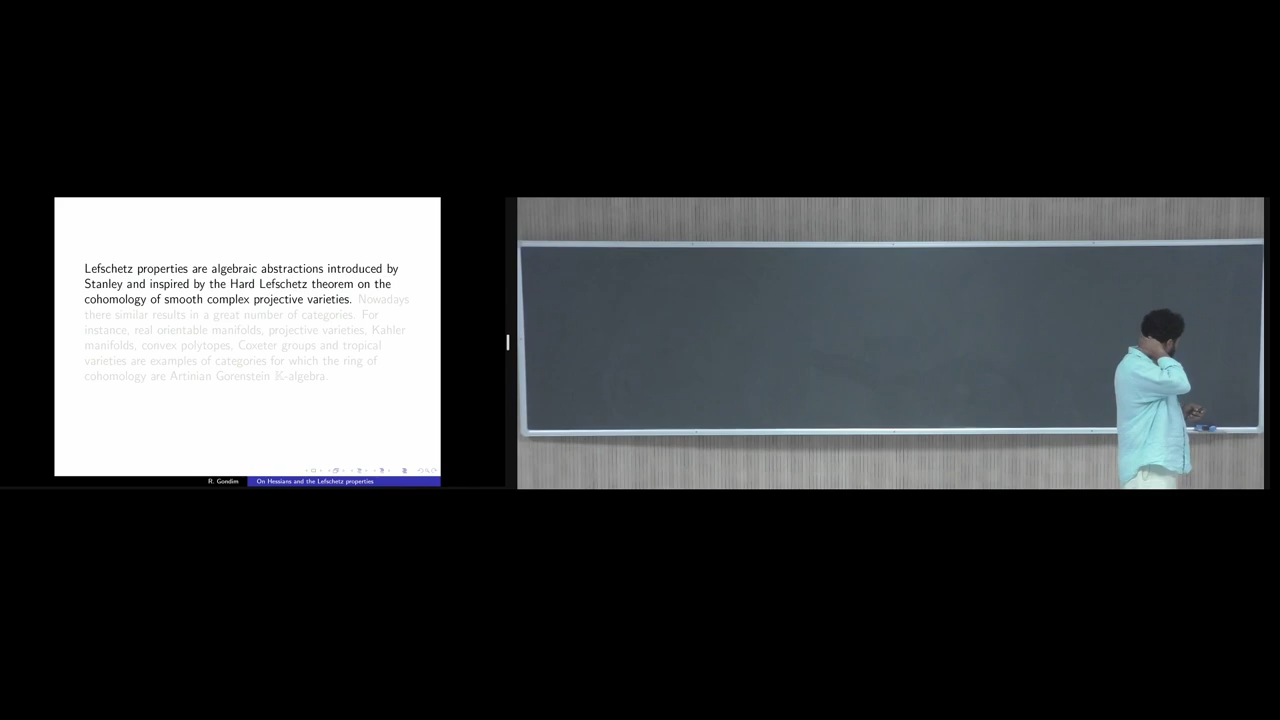 Lefschetz properties are algebraic abstractions introduced by
Stanley and inspired by the Hard Lefschetz theorem on the
cohomology of smooth complex projective varieties. Nowadays
there similar results in a great number of categories. For
instance, real orientable manifolds, projective varieties, Kahler
manifolds, convex polytopes, Coxeter groups and tropical
varieties are examples of categories for which the ring of
cohomology are Artinian Gorenstein 𝕂-algebra.
R. Gondim On Hessians and the Lefschetz properties